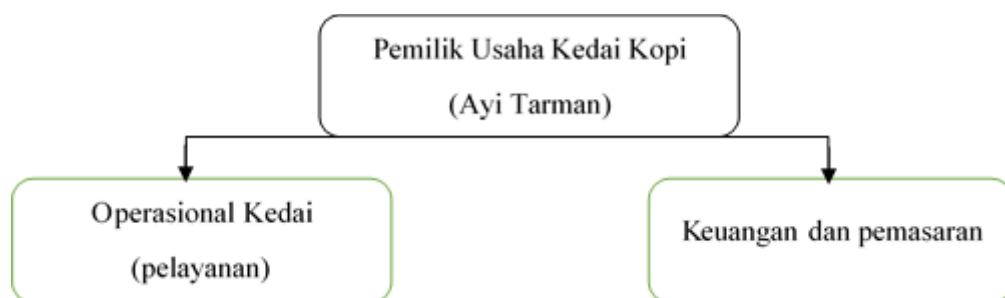 Pemilik Usaha Kedai Kopi
(Ayi Tarman)
Operasional Kedai
(pelayanan)
Keuangan dan pemasaran